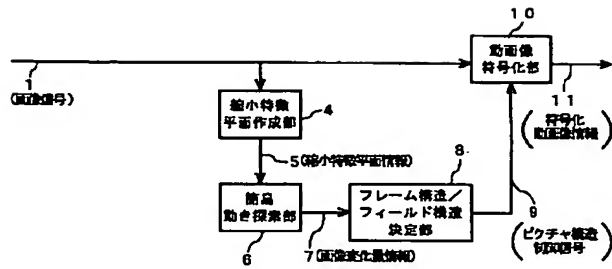 10
動画像
符号化部
1
(画像信号)
11
(符号化
動画像情報)
縮小特徴
平面作成部
4
5(縮小特徴平面情報)
8
簡易
動き探索部
フレーム構造/
フィールド構造
決定部
9
6
7(画像変化量情報)
(ピクチャ構造
制御信号)